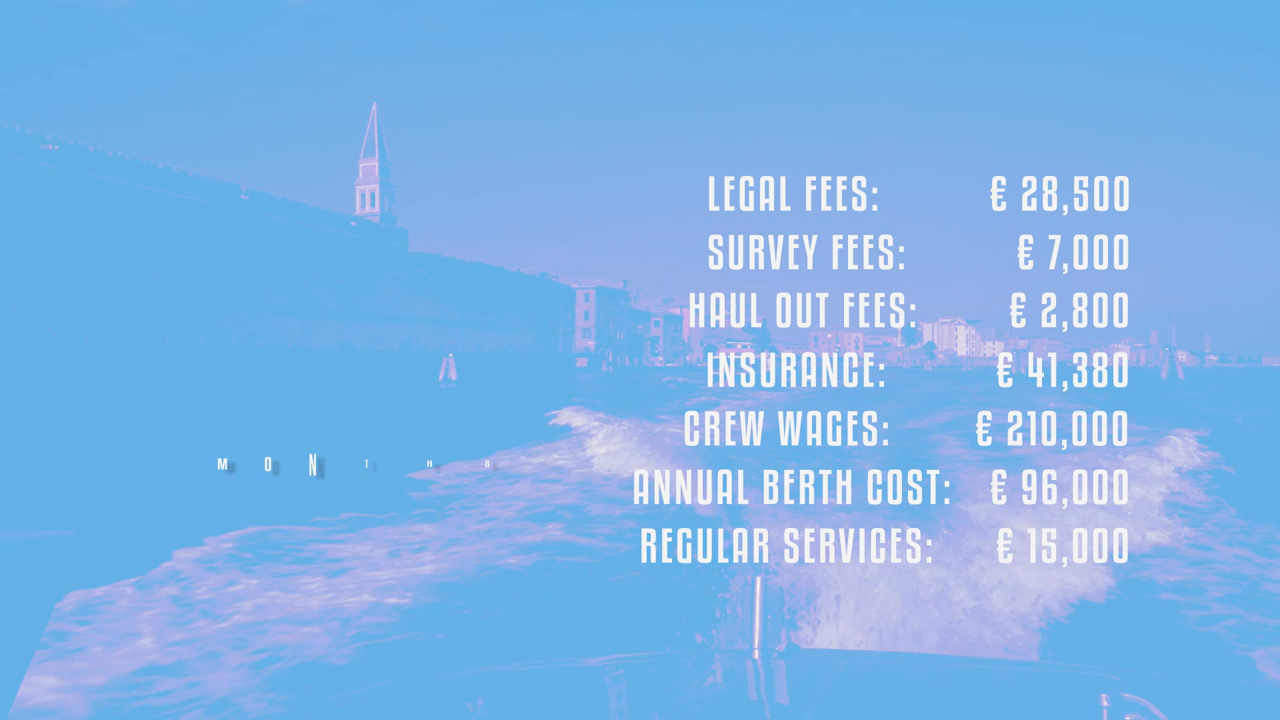 LEGAL FEES: € 28,500
SURVEY FEES: € 7,000
HAUL OUT FEES: € 2,800
INSURANCE: € 41,380
CREW WAGES: € 210,000
MONTHS
ANNUAL BERTH COST: € 96,000
REGULAR SERVICES: € 15,000